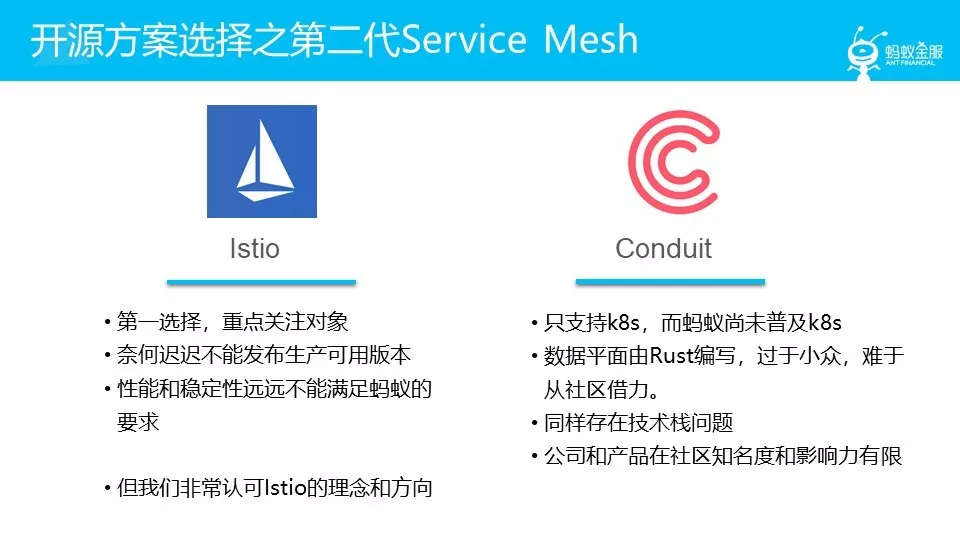 开源方案选择之第二代Service Mesh
蚂蚁金服
ANT FINANCIAL
Istio
• 第一选择，重点关注对象
• 奈何迟迟不能发布生产可用版本
• 性能和稳定性远远不能满足蚂蚁的
要求
• 但我们非常认可Istio的理念和方向
Conduit
• 只支持k8s，而蚂蚁尚未普及k8s
• 数据平面由Rust编写，过于小众，难于
从社区借力。
• 同样存在技术栈问题
• 公司和产品在社区知名度和影响力有限